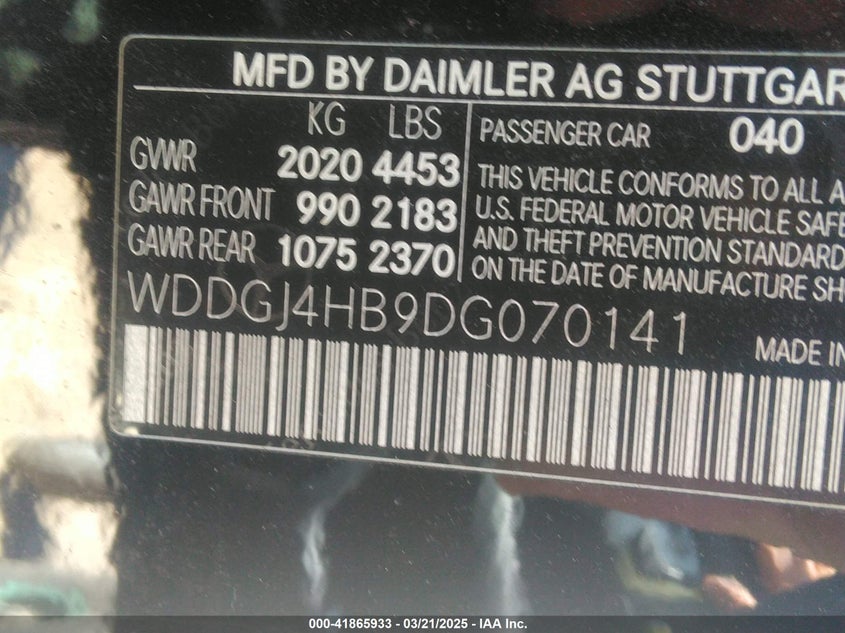 MFD BY DAIMLER AG STUTTGAR
KG LBS
GVWR 2020 4453
GAWR FRONT 990 2183
GAWR REAR 1075 2370
PASSENGER CAR 040
THIS VEHICLE CONFORMS TO ALL A
U.S. FEDERAL MOTOR VEHICLE SAFE
AND THEFT PREVENTION STANDARD
ON THE DATE OF MANUFACTURE SH
WDDGJ4HB9DG070141
MADE IN
000-41865933 - 03/21/2025 - IAA Inc.